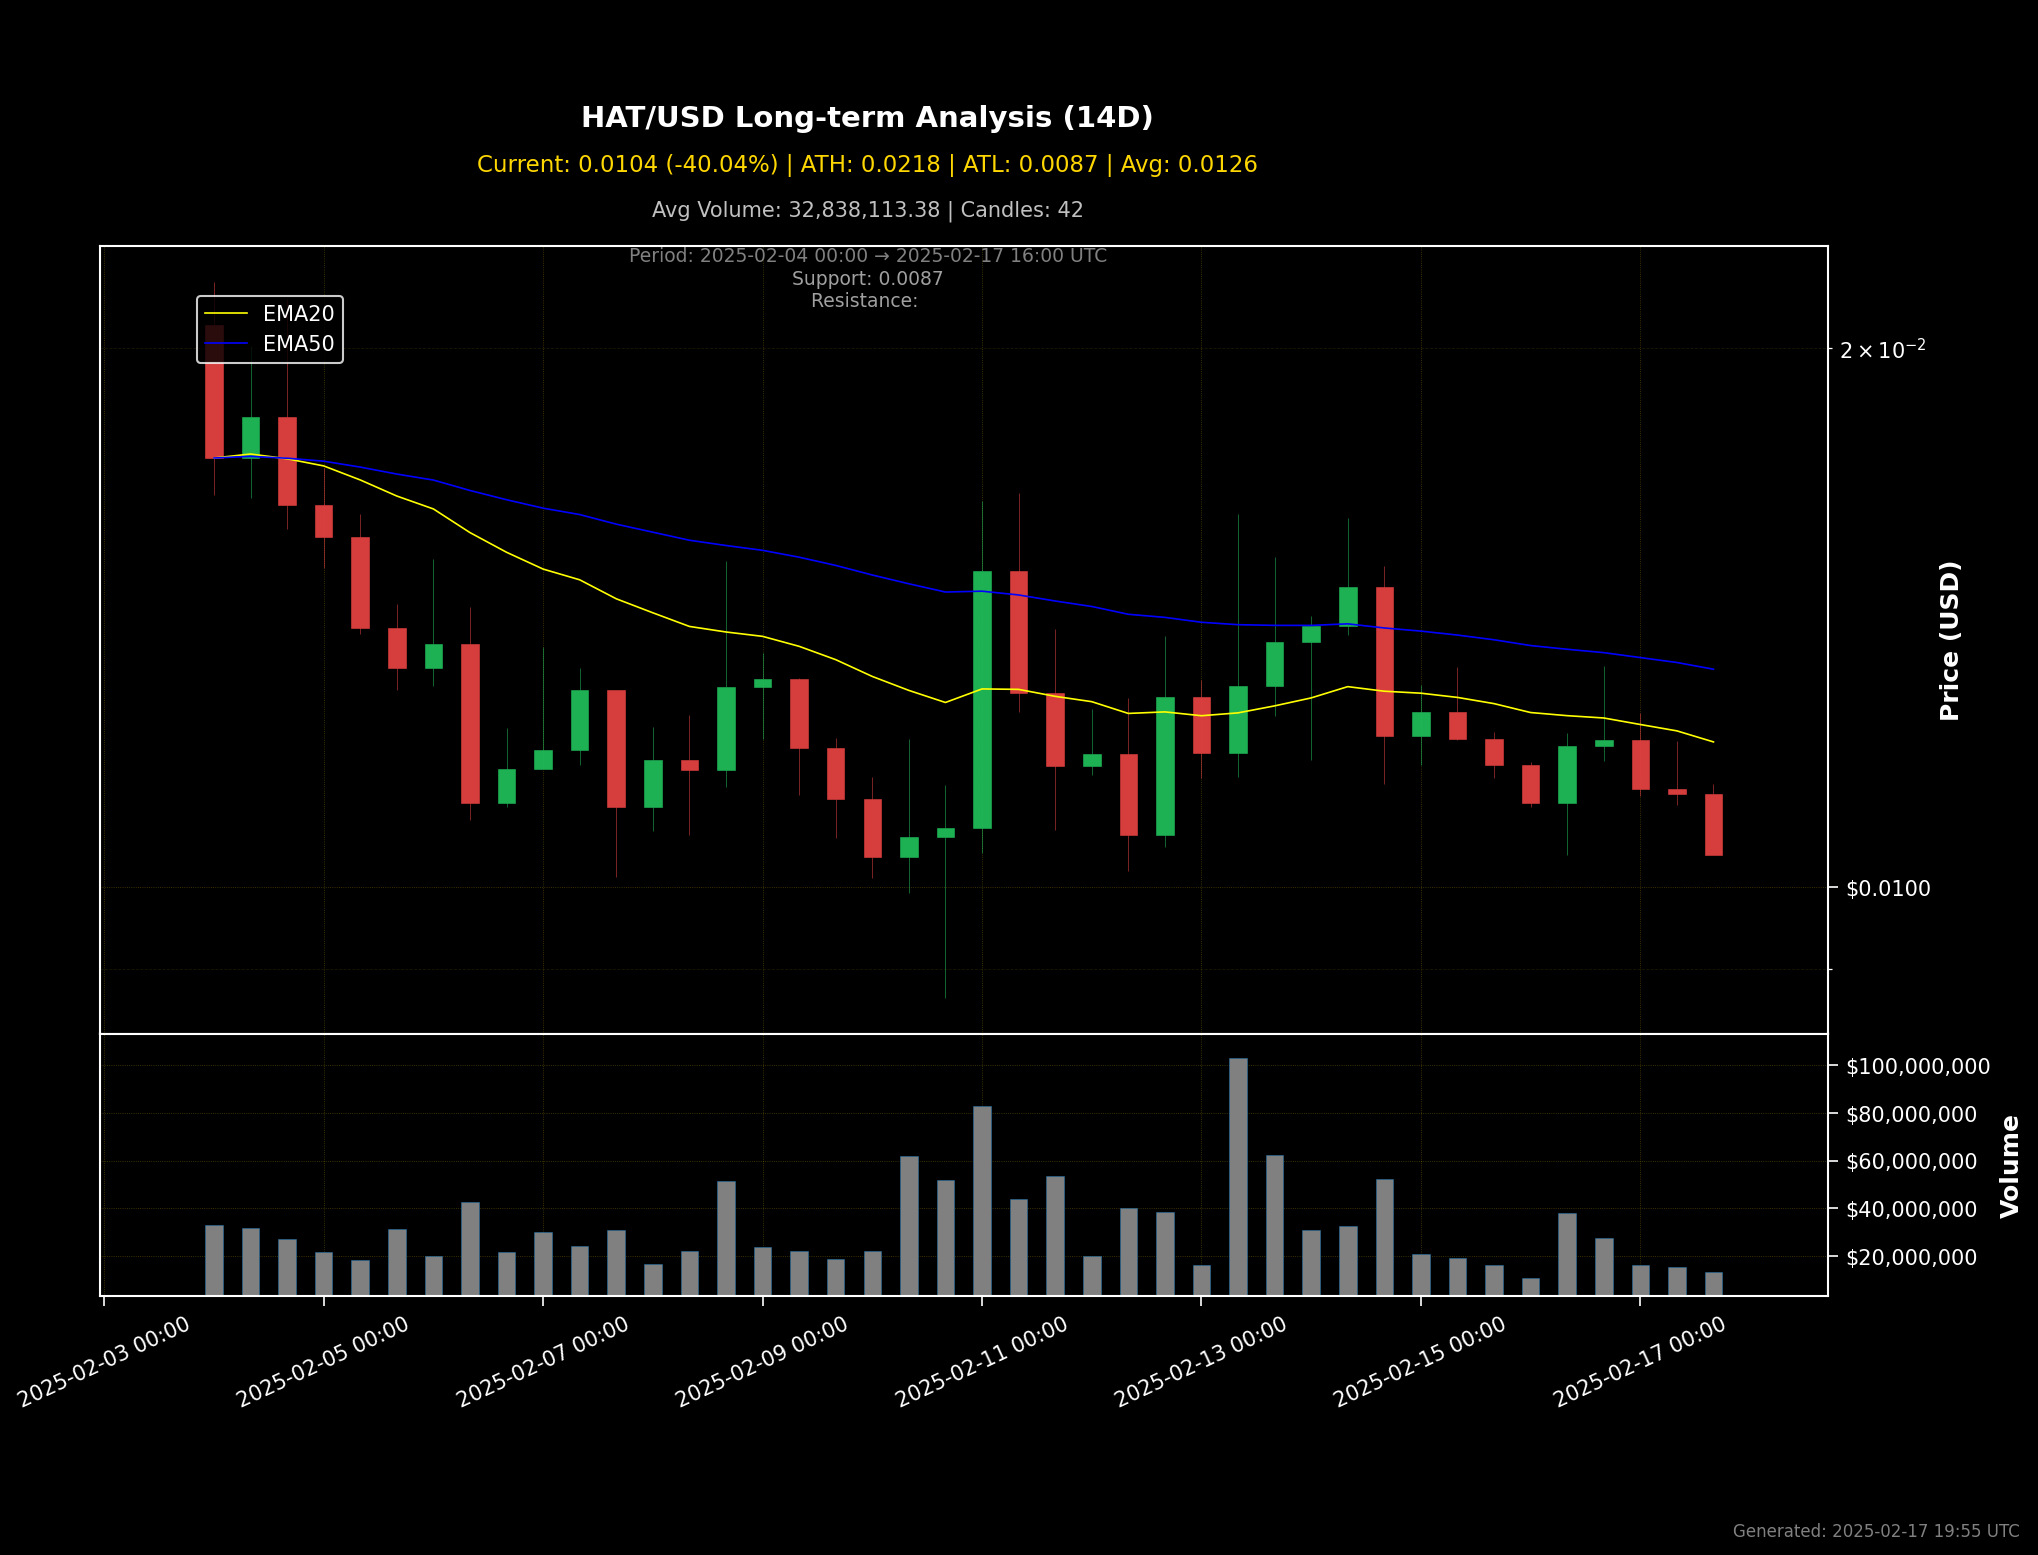 HAT/USD Long-term Analysis (14D)
Current: 0.0104 (-40.04%) | ATH: 0.0218 | ATL: 0.0087 | Avg: 0.0126
Avg Volume: 32,838,113.38 | Candles: 42
Period: 2025-02-04 00:00 → 2025-02-17 16:00 UTC
Support: 0.0087
Resistance:
EMA20
EMA50
2 × 10⁻²
$0.0100
Price (USD)
$100,000,000
$80,000,000
$60,000,000
$40,000,000
$20,000,000
Volume
2025-02-03 00:00
2025-02-05 00:00
2025-02-07 00:00
2025-02-09 00:00
2025-02-11 00:00
2025-02-13 00:00
2025-02-15 00:00
2025-02-17 00:00
Generated: 2025-02-17 19:55 UTC